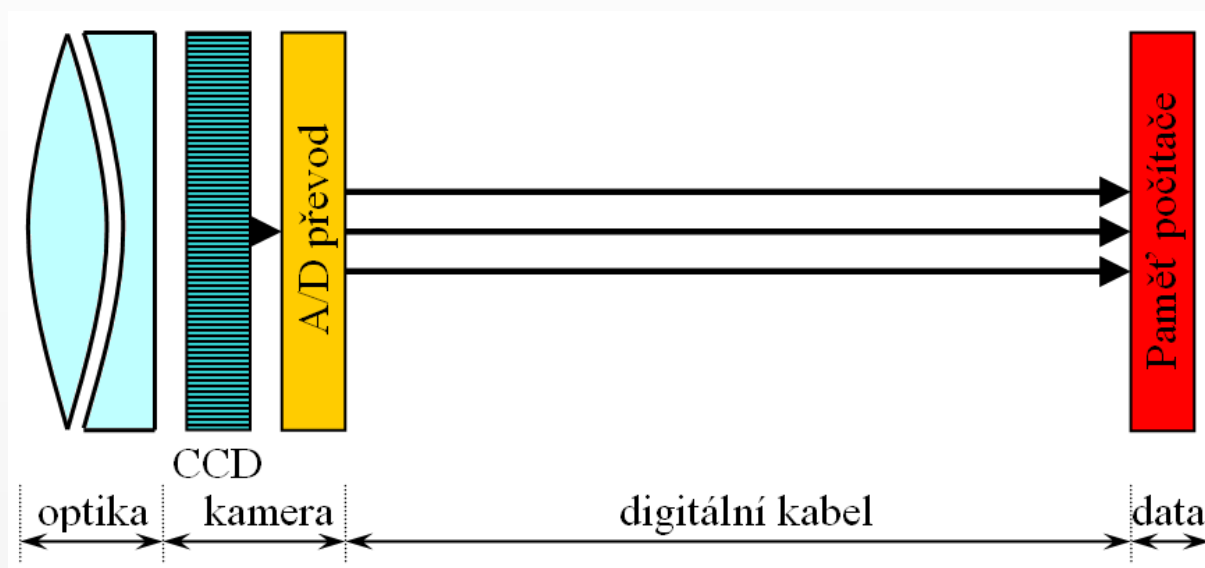 A/D převod
Paměť počítače
CCD
optika
kamera
digitální kabel
data